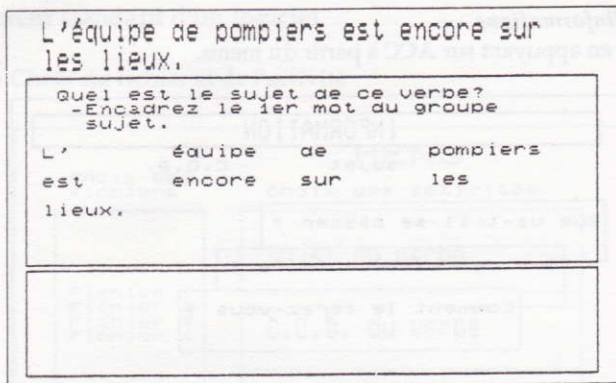 L'équipe de pompiers est encore sur
les lieux.
Quel est le sujet de ce verbe?
-Encadrez le 1er mot du groupe
sujet.
L' équipe de pompiers
est encore sur les
lieux.